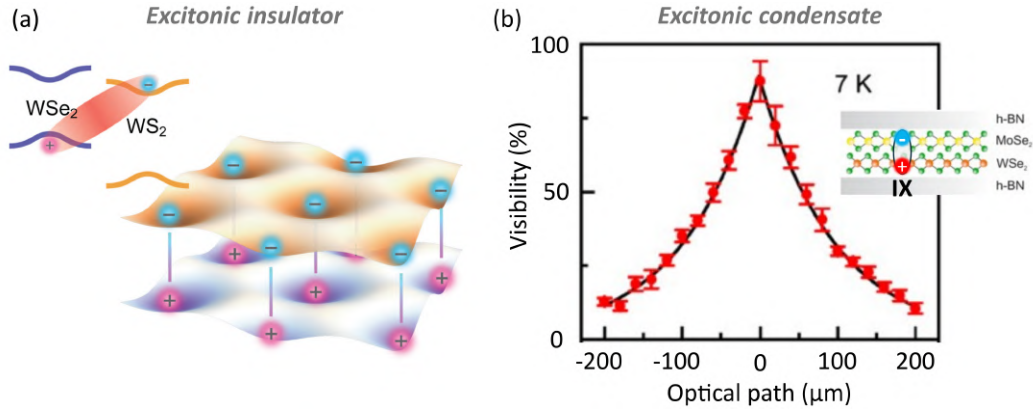 (a)
Excitonic insulator
WSe₂
WS₂
−
+
−
−
−
−
−
−
−
+
+
+
+
+
+
(b)
Excitonic condensate
100
50
0
Visibility (%)
7 K
h-BN
MoSe₂
WSe₂
h-BN
−
+
IX
-200
-100
0
100
200
Optical path (μm)